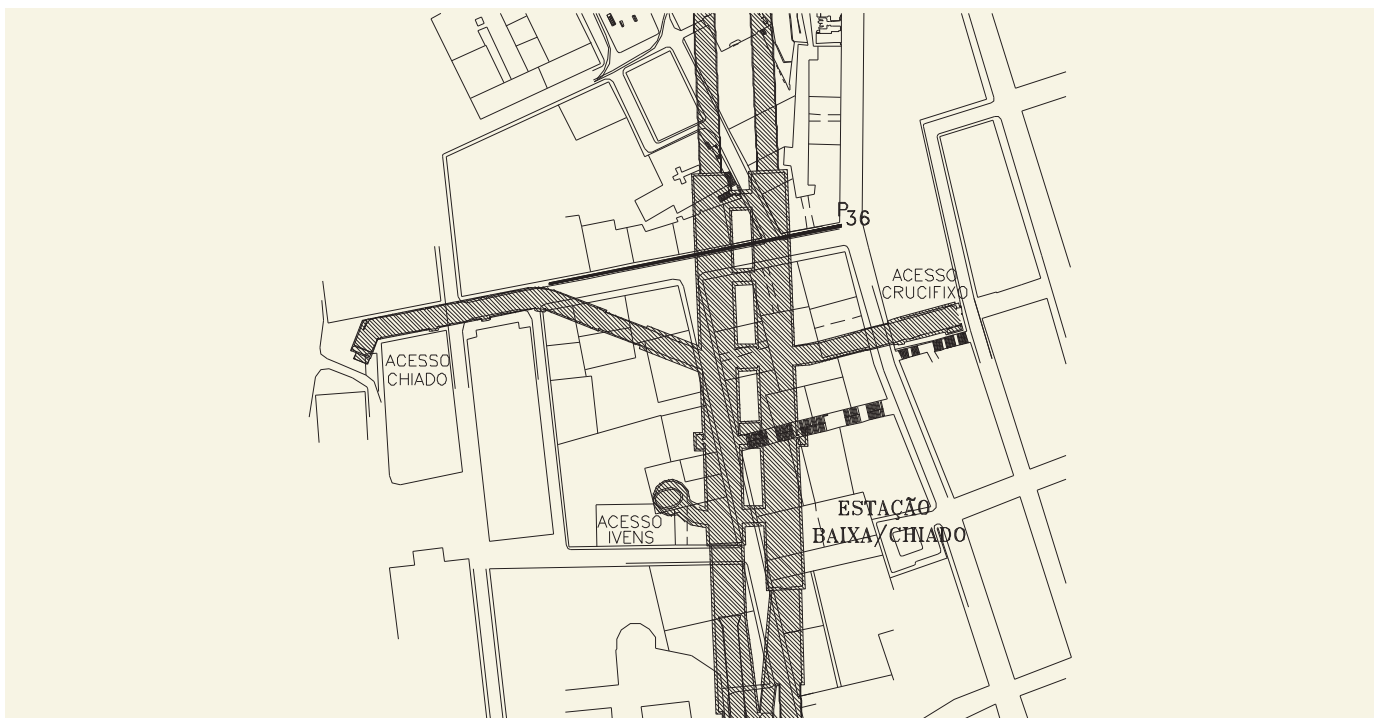 P36
ACESSO
CRUCIFIXO
ACESSO
CHIADO
ESTAÇÃO
BAIXA/CHIADO
ACESSO
IVENS